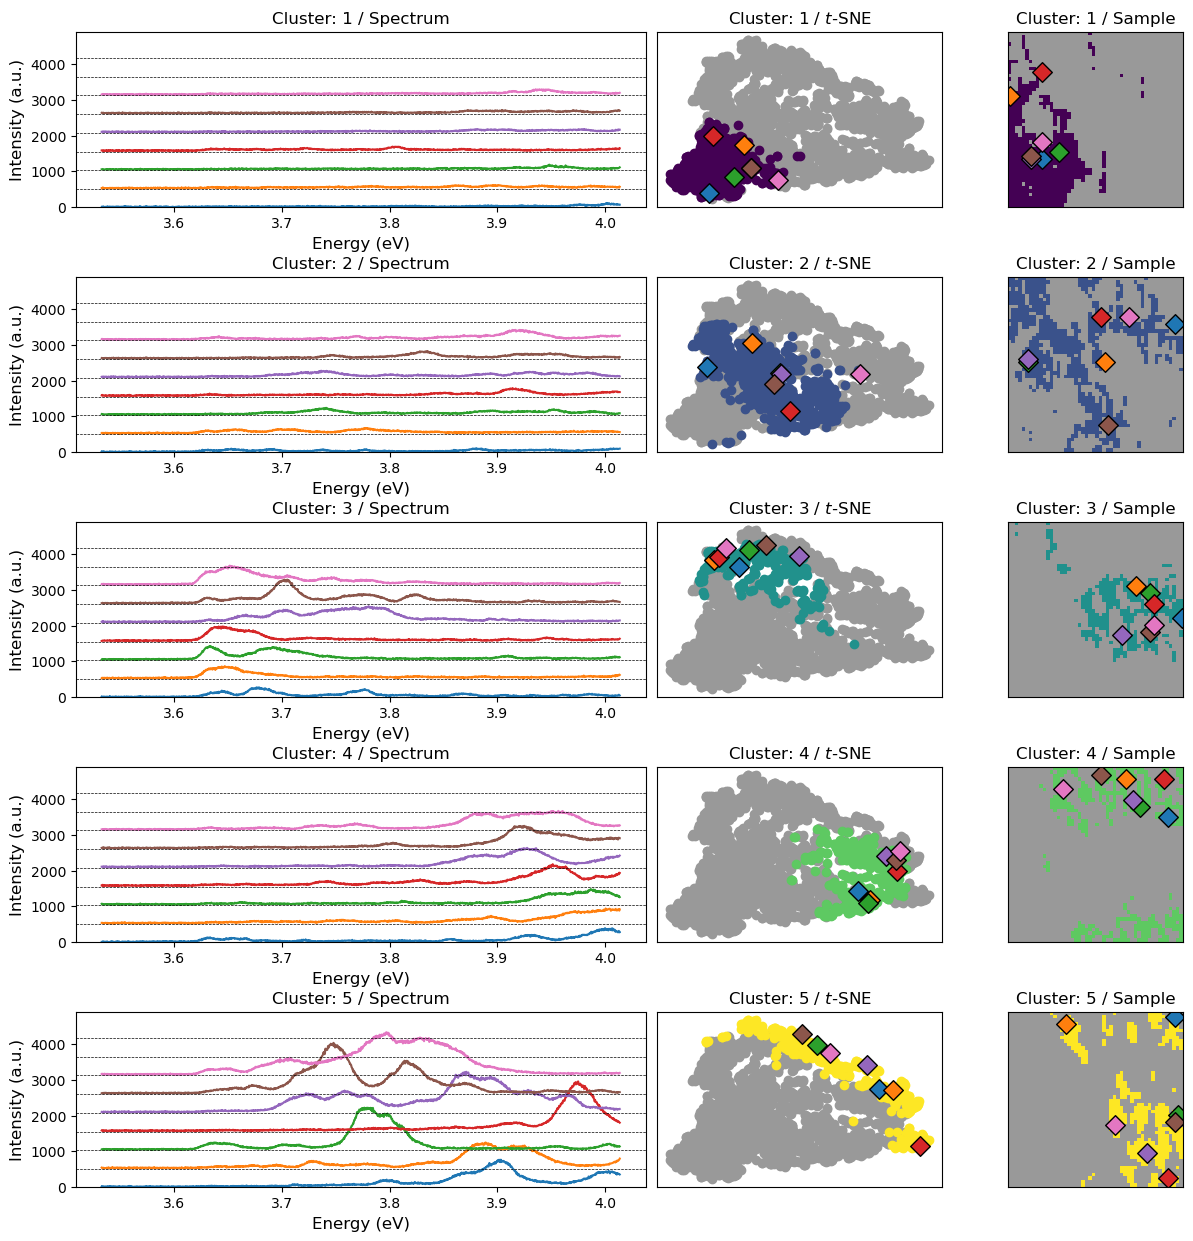 Cluster: 1 / Spectrum
Cluster: 1 / t-SNE
Cluster: 1 / Sample
Intensity (a.u.)
4000
3000
2000
1000
0
3.6 3.7 3.8 3.9 4.0
Energy (eV)
Cluster: 2 / Spectrum
Cluster: 2 / t-SNE
Cluster: 2 / Sample
Intensity (a.u.)
4000
3000
2000
1000
0
3.6 3.7 3.8 3.9 4.0
Energy (eV)
Cluster: 3 / Spectrum
Cluster: 3 / t-SNE
Cluster: 3 / Sample
Intensity (a.u.)
4000
3000
2000
1000
0
3.6 3.7 3.8 3.9 4.0
Energy (eV)
Cluster: 4 / Spectrum
Cluster: 4 / t-SNE
Cluster: 4 / Sample
Intensity (a.u.)
4000
3000
2000
1000
0
3.6 3.7 3.8 3.9 4.0
Energy (eV)
Cluster: 5 / Spectrum
Cluster: 5 / t-SNE
Cluster: 5 / Sample
Intensity (a.u.)
4000
3000
2000
1000
0
3.6 3.7 3.8 3.9 4.0
Energy (eV)